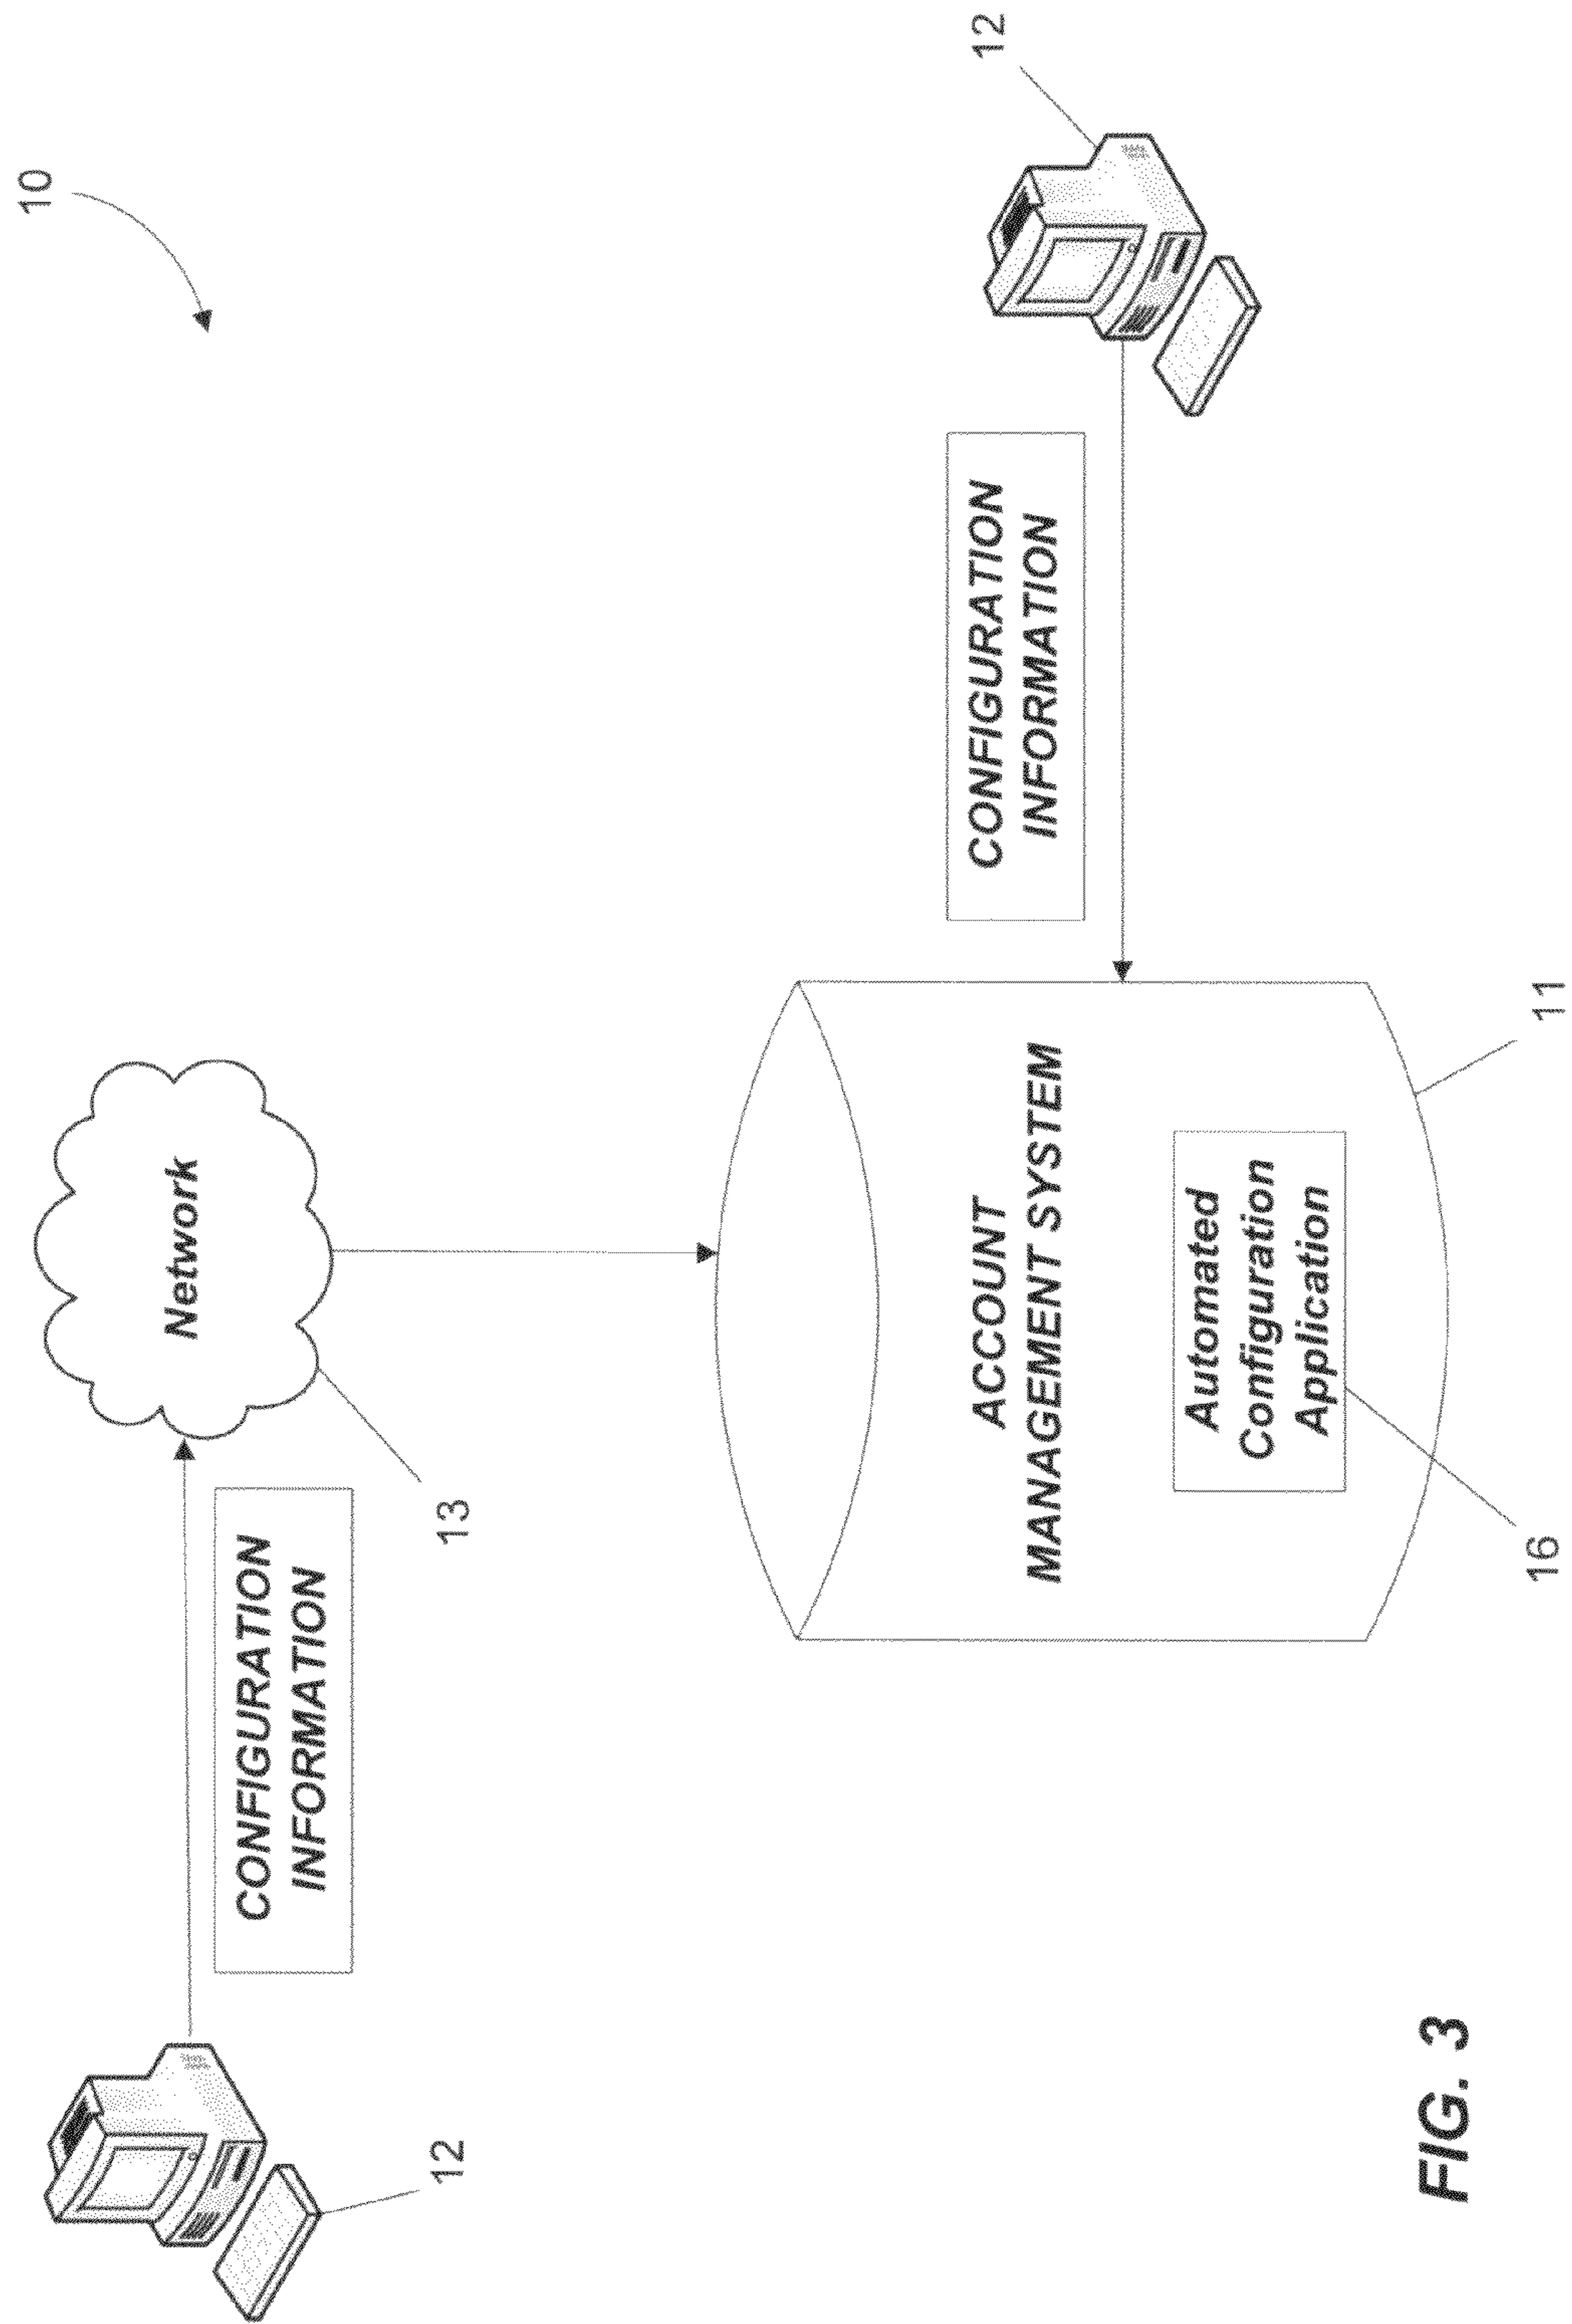 10
Network
CONFIGURATION
INFORMATION
13
12
CONFIGURATION
INFORMATION
12
ACCOUNT
MANAGEMENT SYSTEM
Automated
Configuration
Application
16
11
FIG. 3